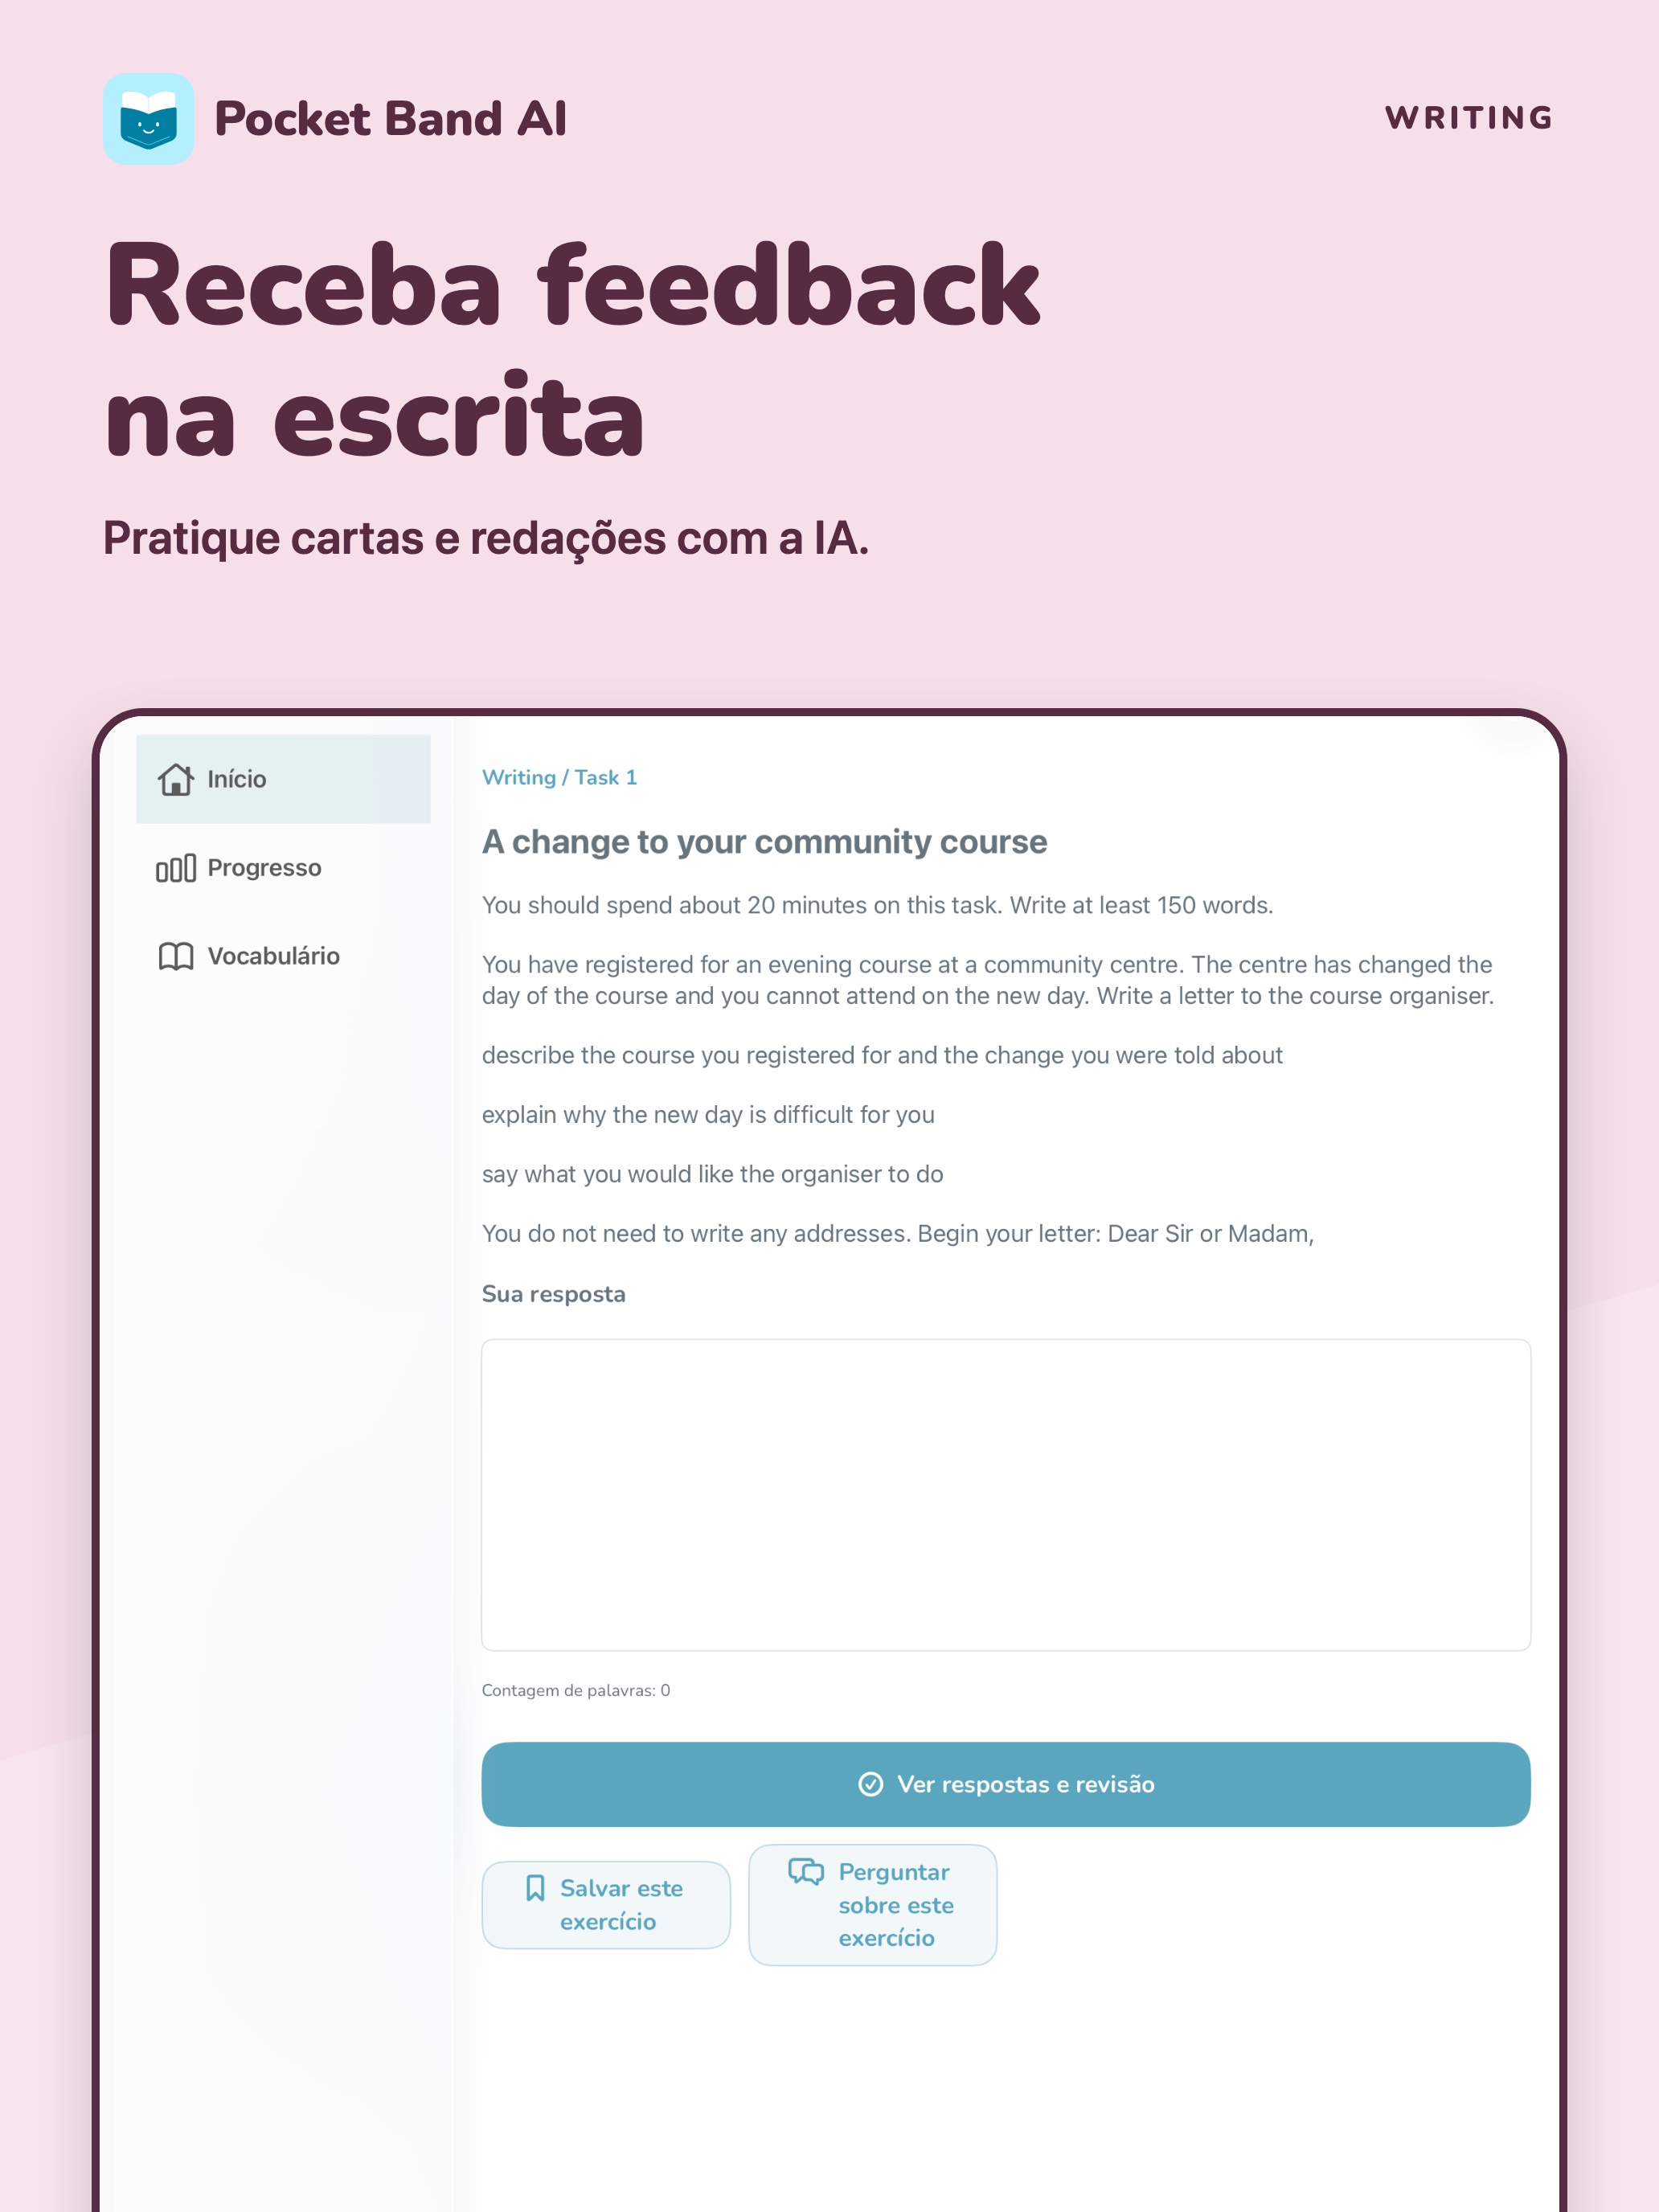 Pocket Band AI
WRITING
Receba feedback
na escrita
Pratique cartas e redações com a IA.
Início
Progresso
Vocabulário
Writing / Task 1
A change to your community course
You should spend about 20 minutes on this task. Write at least 150 words.
You have registered for an evening course at a community centre. The centre has changed the
day of the course and you cannot attend on the new day. Write a letter to the course organiser.
describe the course you registered for and the change you were told about
explain why the new day is difficult for you
say what you would like the organiser to do
You do not need to write any addresses. Begin your letter: Dear Sir or Madam,
Sua resposta
Contagem de palavras: 0
Ver respostas e revisão
Salvar este
exercício
Perguntar
sobre este
exercício